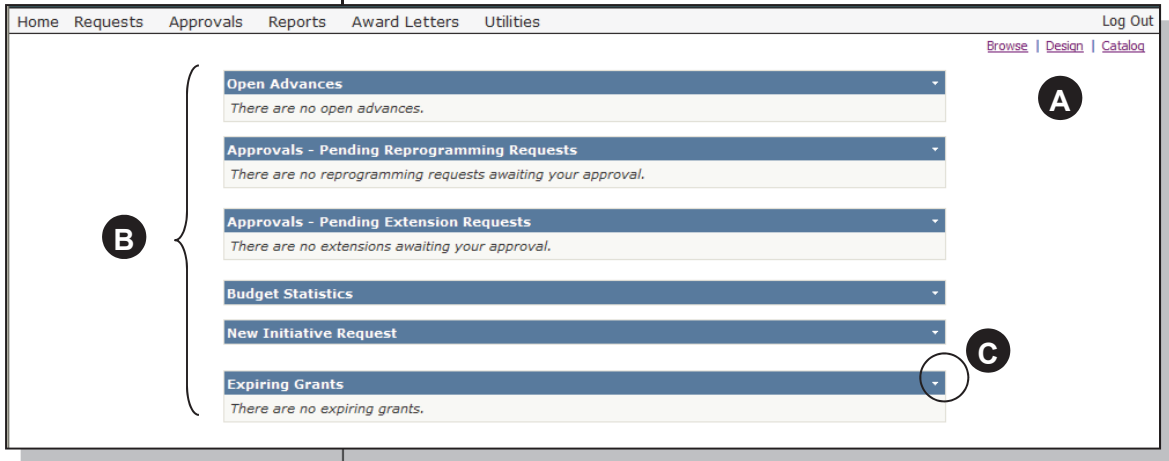 Home Requests Approvals Reports Award Letters Utilities Log Out
Browse | Design | Catalog
A
Open Advances
There are no open advances.
Approvals - Pending Reprogramming Requests
There are no reprogramming requests awaiting your approval.
B
Approvals - Pending Extension Requests
There are no extensions awaiting your approval.
Budget Statistics
New Initiative Request
C
Expiring Grants
There are no expiring grants.